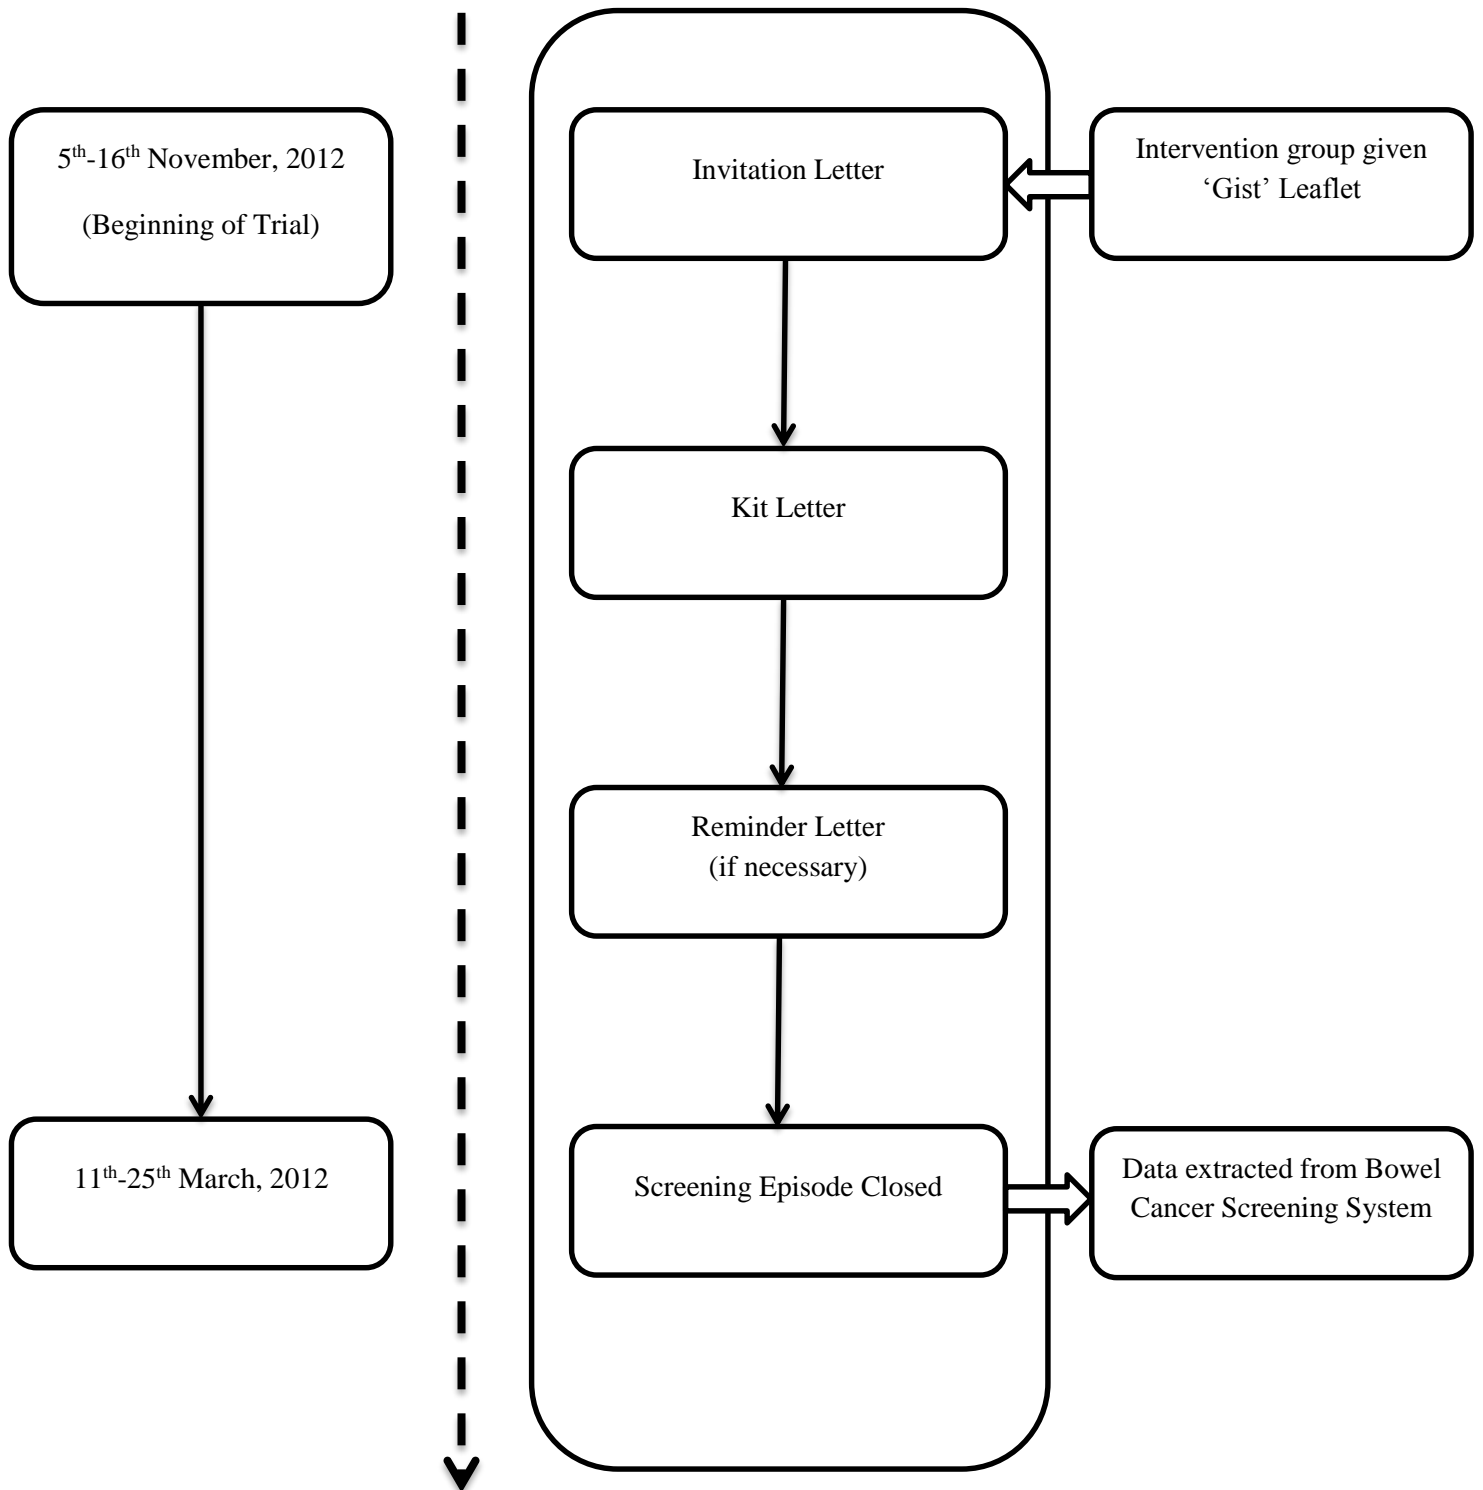 5th-16th November, 2012
(Beginning of Trial)
Invitation Letter
Intervention group given
‘Gist’ Leaflet
Kit Letter
Reminder Letter
(if necessary)
11th-25th March, 2012
Screening Episode Closed
Data extracted from Bowel
Cancer Screening System